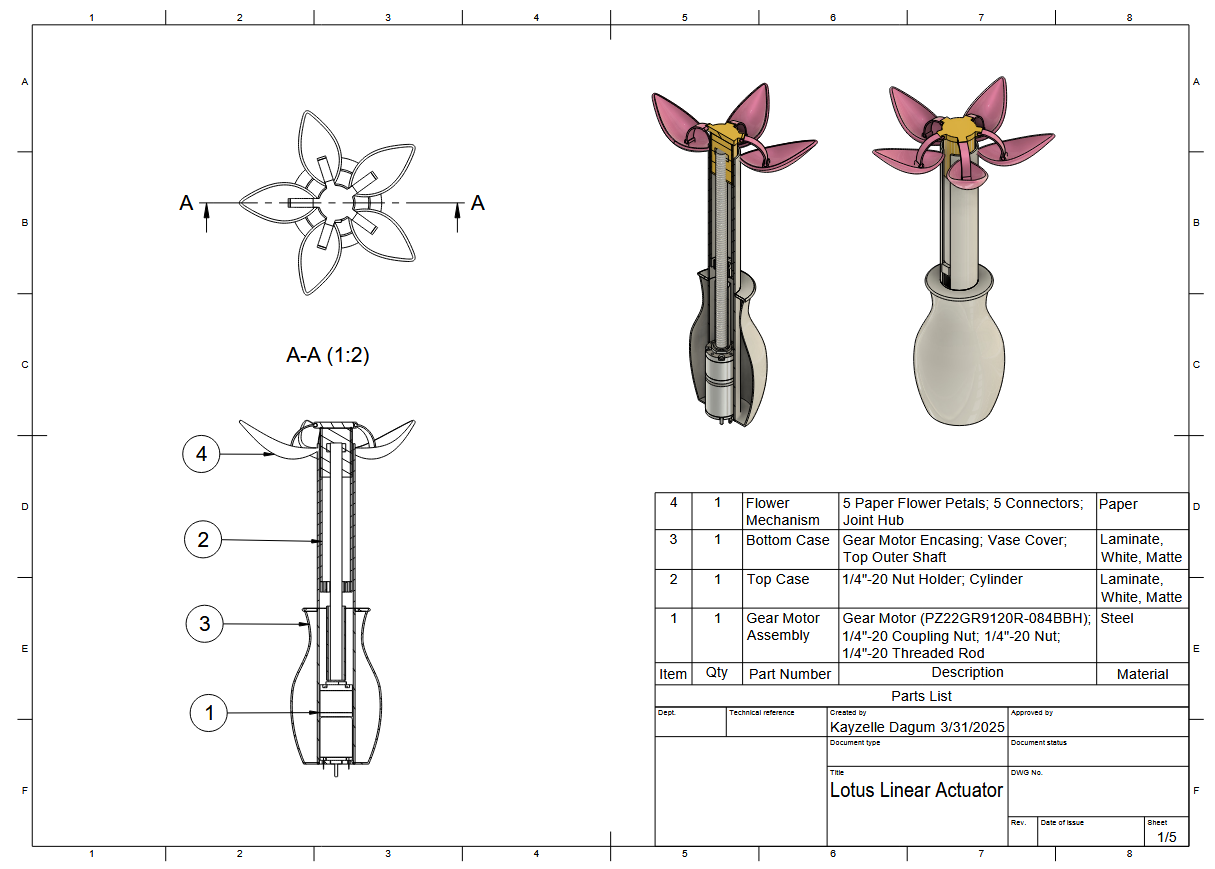 1 2 3 4 5 6 7 8
A A
A A
B B
A-A (1:2)
C C
4
4 1 Flower Mechanism 5 Paper Flower Petals; 5 Connectors; Joint Hub Paper
D D
2
3 1 Bottom Case Gear Motor Encasing; Vase Cover; Top Outer Shaft Laminate, White, Matte
2 1 Top Case 1/4"-20 Nut Holder; Cylinder Laminate, White, Matte
3
1 1 Gear Motor Assembly Gear Motor (PZ22GR9120R-084BBH); 1/4"-20 Coupling Nut; 1/4"-20 Nut; 1/4"-20 Threaded Rod Steel
E E
Item Qty Part Number Description Material
Parts List
1
Dept. Technical reference Created by Approved by
Kayzelle Dagum 3/31/2025
Document type Document status
Title DWG No.
Lotus Linear Actuator
F F
Rev. Date of issue Sheet
1/5
1 2 3 4 5 6 7 8